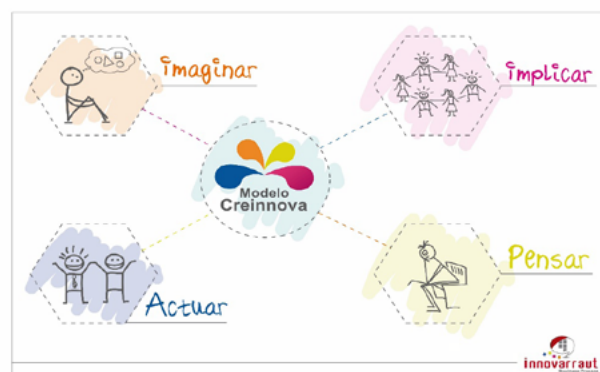 imaginar
implicar
Modelo
Creinnova
Actuar
Pensar
innovarraut